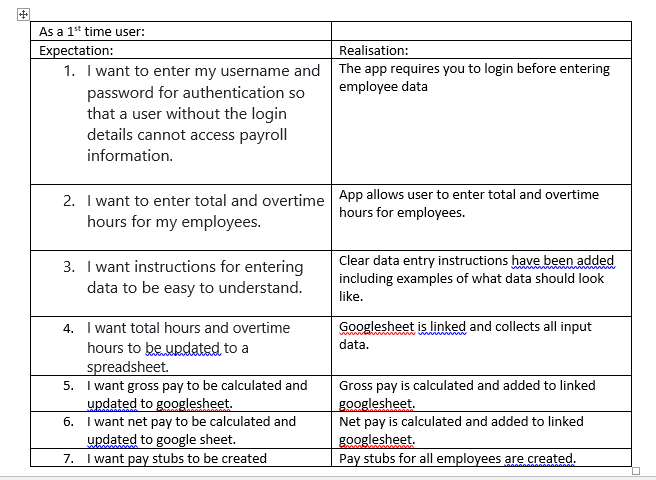 As a 1st time user:
Expectation:
Realisation:
1. I want to enter my username and
password for authentication so
that a user without the login
details cannot access payroll
information.
The app requires you to login before entering
employee data
2. I want to enter total and overtime
hours for my employees.
App allows user to enter total and overtime
hours for employees.
3. I want instructions for entering
data to be easy to understand.
Clear data entry instructions have been added
including examples of what data should look
like.
4. I want total hours and overtime
hours to be updated to a
spreadsheet.
Googlesheet is linked and collects all input
data.
5. I want gross pay to be calculated and
updated to googlesheet.
Gross pay is calculated and added to linked
googlesheet.
6. I want net pay to be calculated and
updated to google sheet.
Net pay is calculated and added to linked
googlesheet.
7. I want pay stubs to be created
Pay stubs for all employees are created.